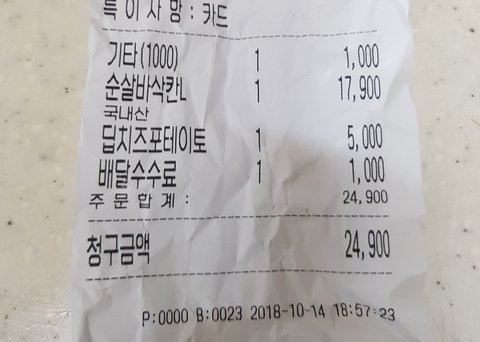 특이사항 : 카드
기타(1000) 1 1,000
순살바삭칸L 1 17,900
국내산
딥치즈포테이토 1 5,000
배달수수료 1 1,000
주문합계 : 24,900
청구금액 24,900
P:0000 B:0023 2018-10-14 18:57:23